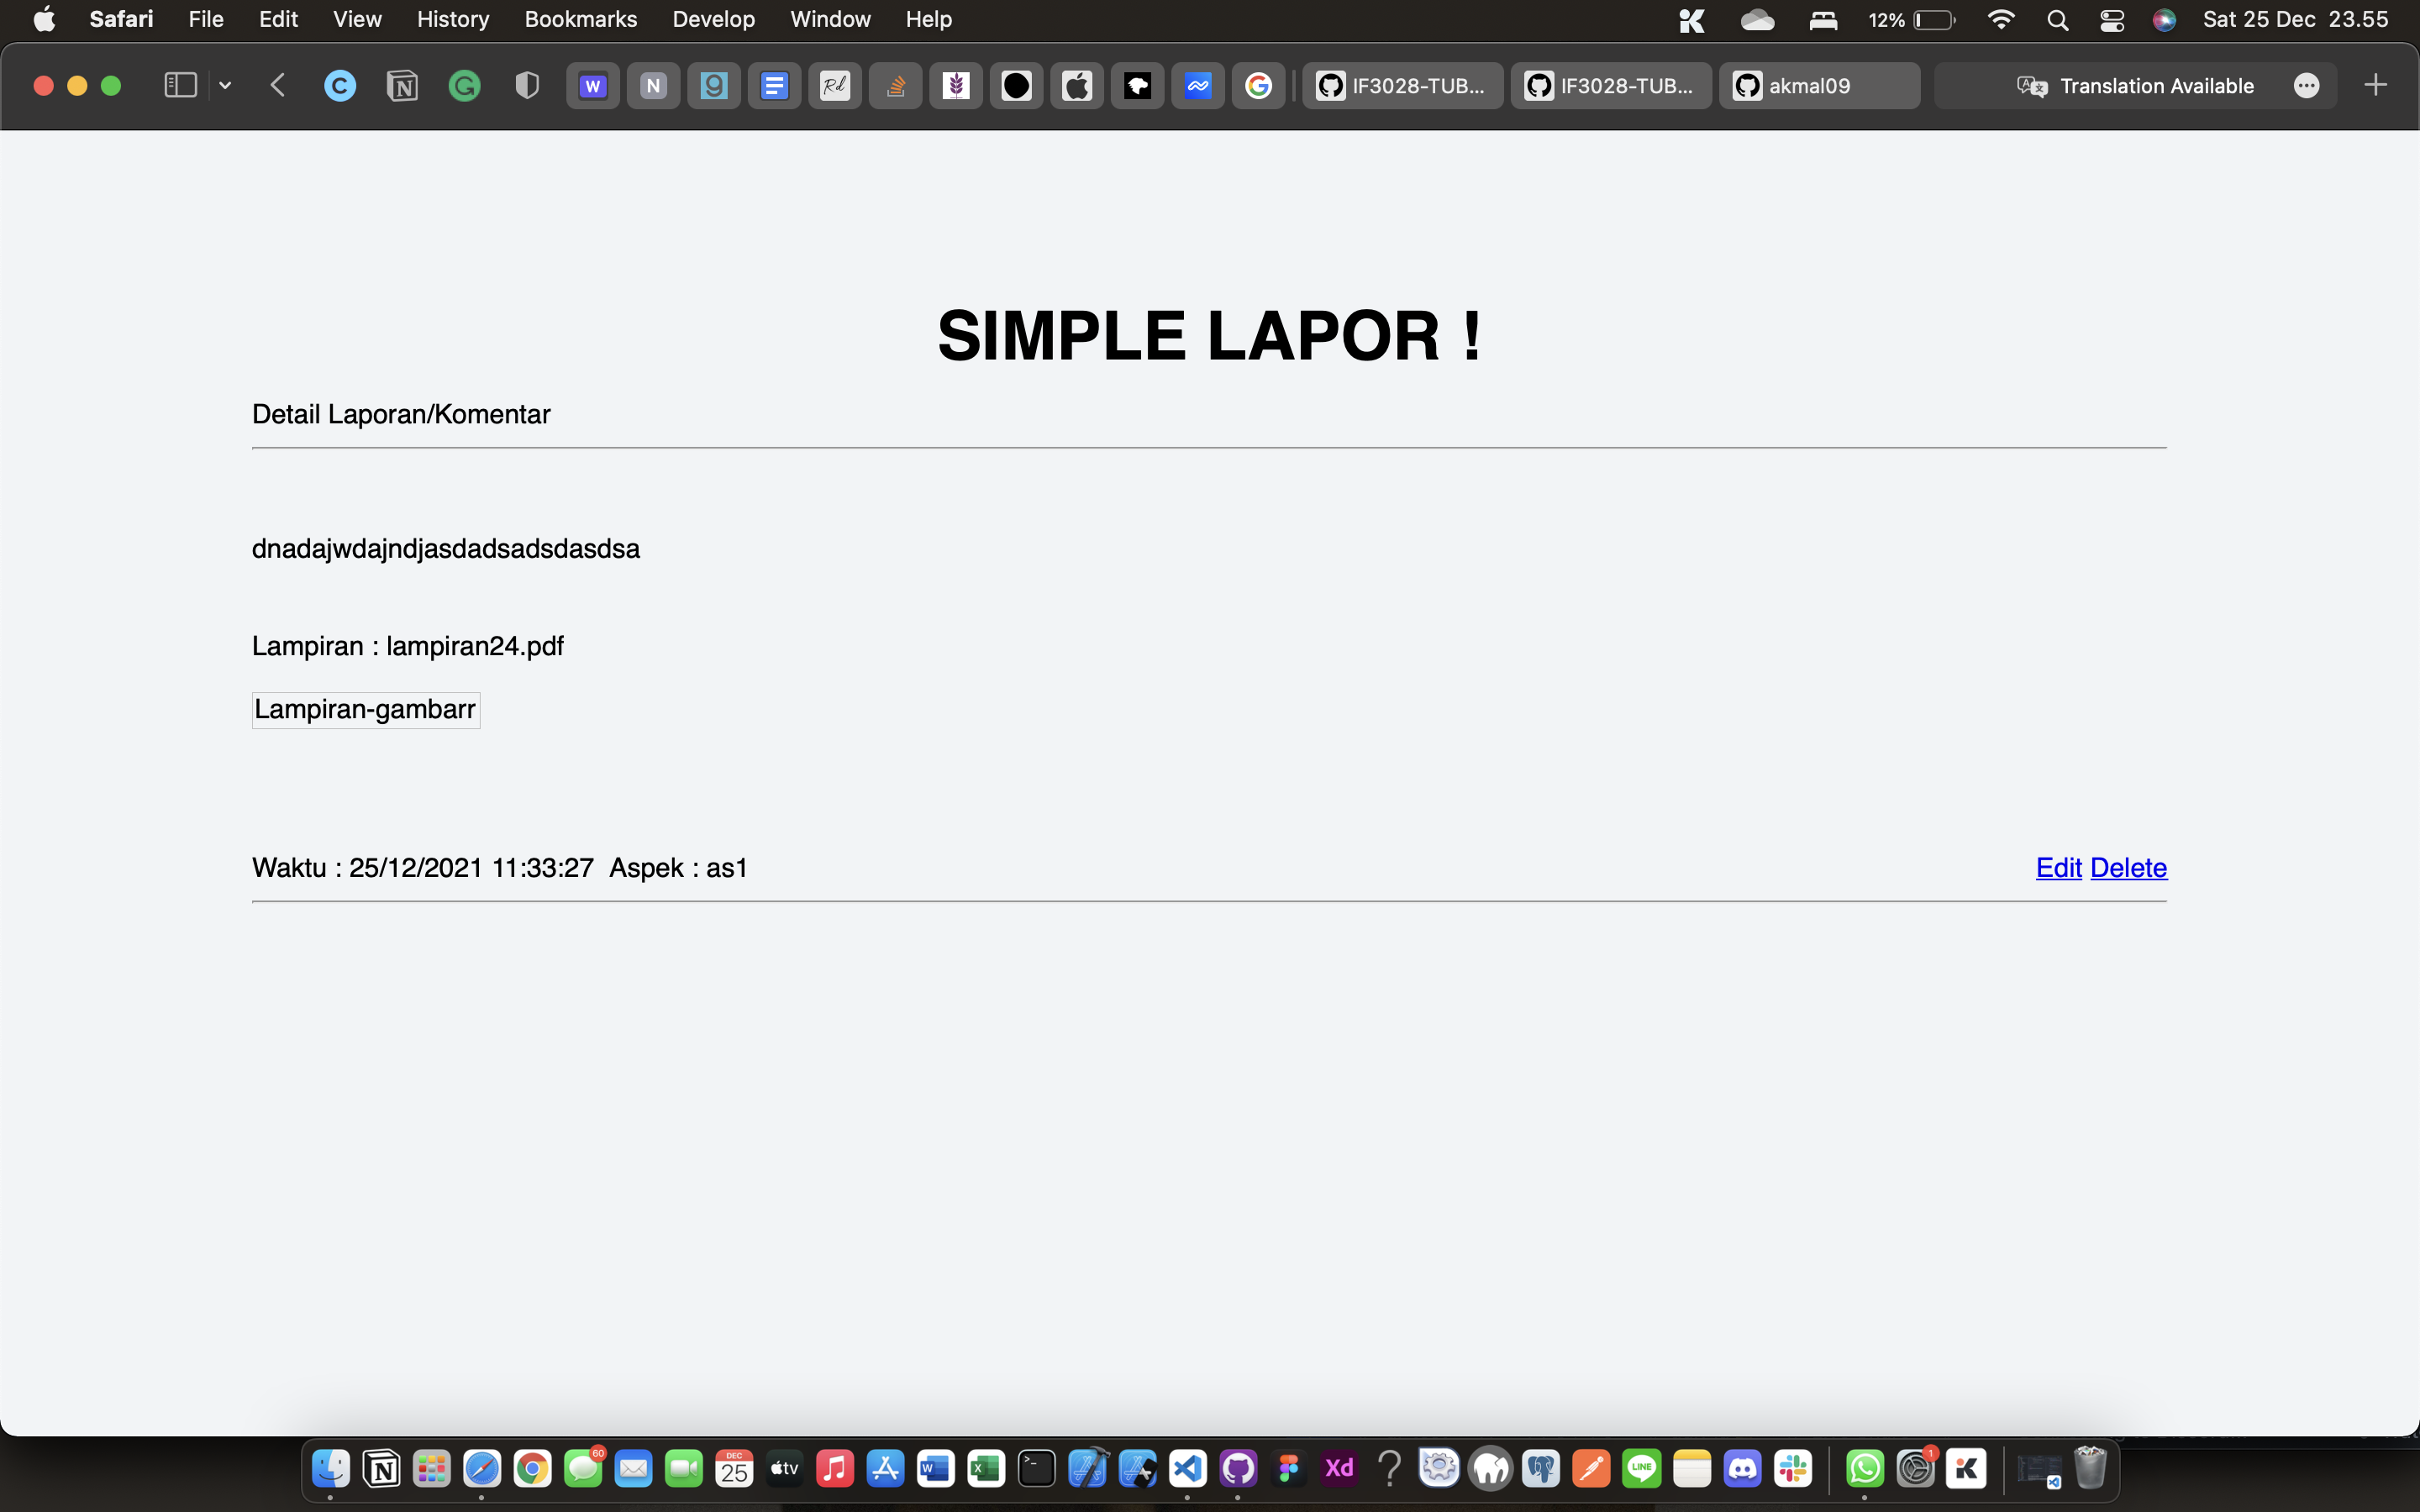 Safari File Edit View History Bookmarks Develop Window Help 12% Sat 25 Dec 23.55
W N g Rd G IF3028-TUB... IF3028-TUB... akmal09 Translation Available
SIMPLE LAPOR !
Detail Laporan/Komentar
dnadajwdajndjasdadsadsdasdsa
Lampiran : lampiran24.pdf
Lampiran-gambarr
Waktu : 25/12/2021 11:33:27 Aspek : as1 Edit Delete
60 DEC 25 tv W X Xd ? LINE 1 K